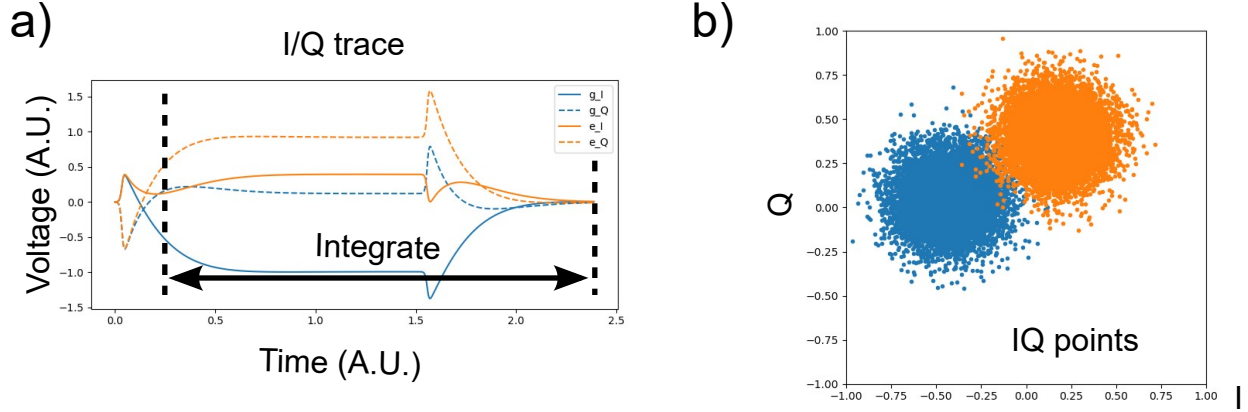 a)
I/Q trace
Voltage (A.U.)
1.5
1.0
0.5
0.0
−0.5
−1.0
−1.5
g_I
g_Q
e_I
e_Q
Integrate
0.0 0.5 1.0 1.5 2.0 2.5
Time (A.U.)
b)
Q
1.00
0.75
0.50
0.25
0.00
−0.25
−0.50
−0.75
−1.00
IQ points
−1.00 −0.75 −0.50 −0.25 0.00 0.25 0.50 0.75 1.00
I